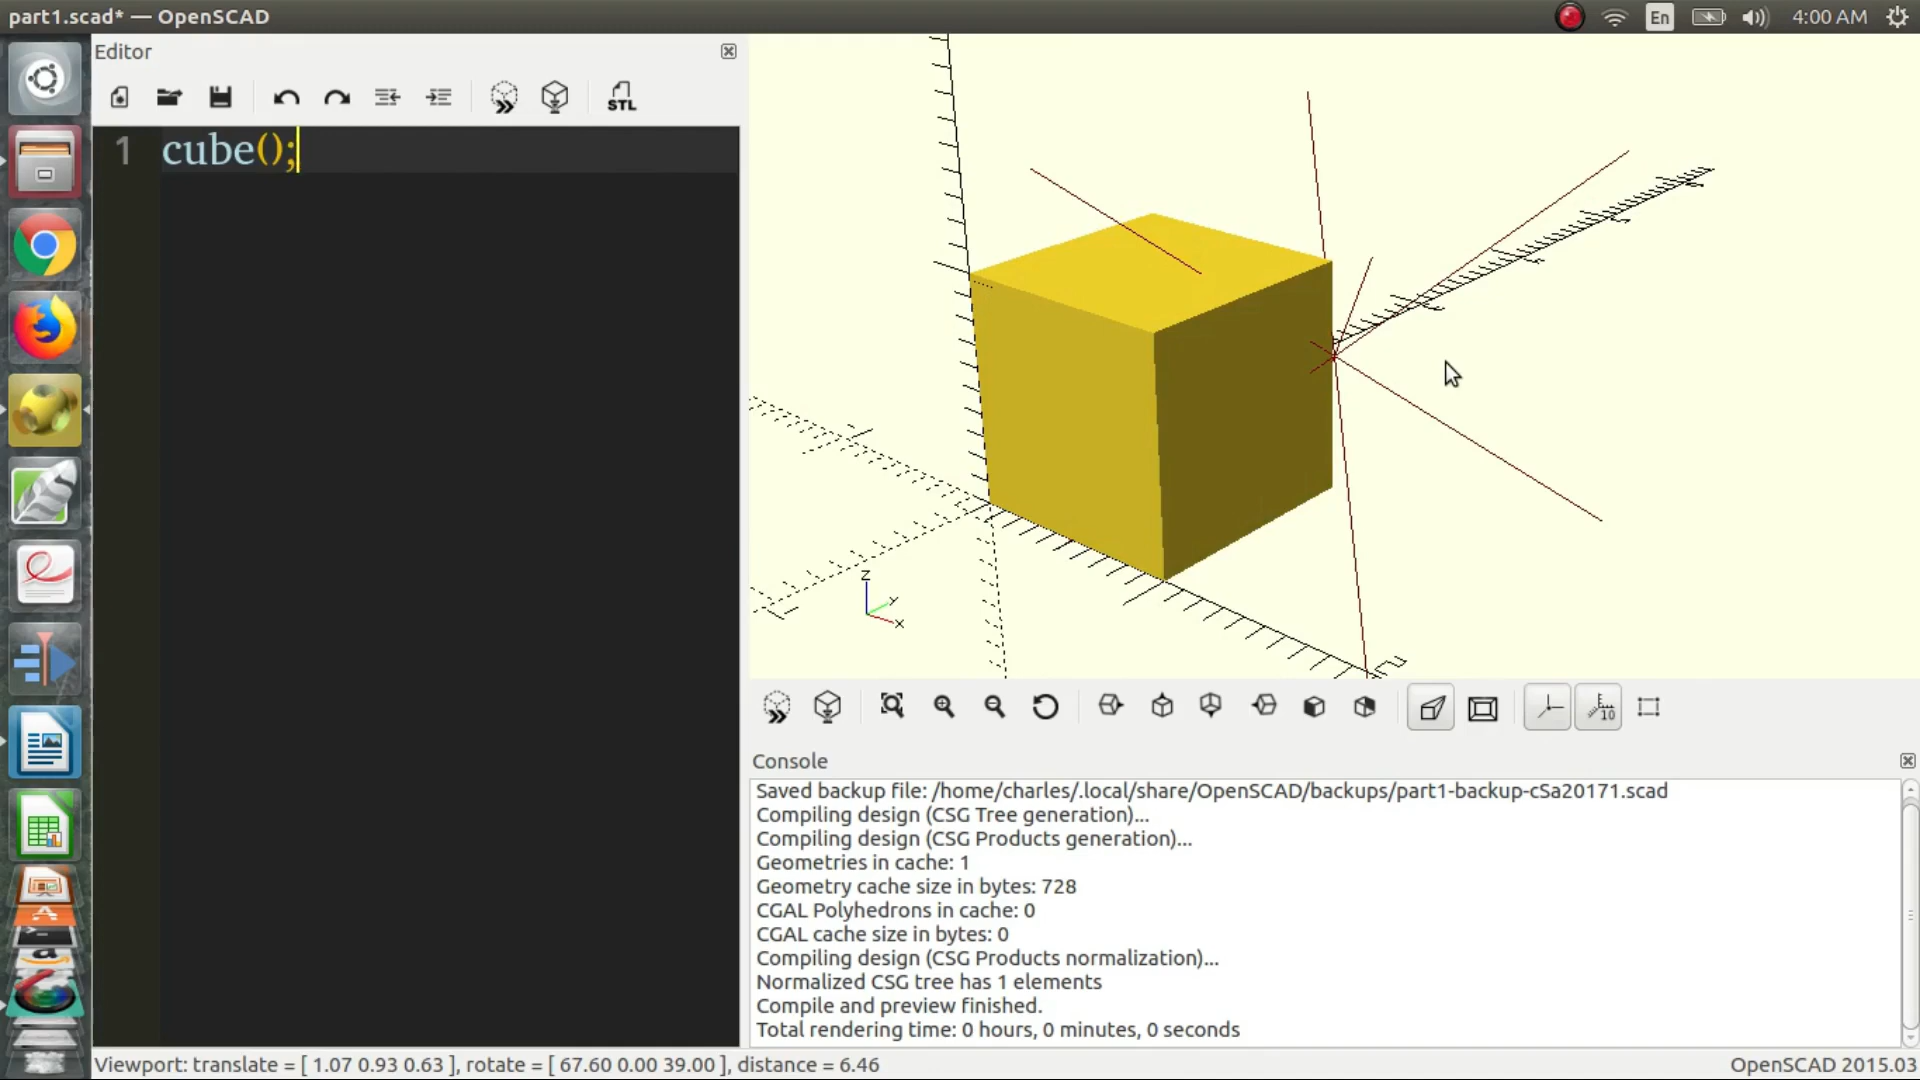 part1.scad* — OpenSCAD
En
4:00 AM
Editor
STL
1 cube();
z
y
x
2
10
Console
Saved backup file: /home/charles/.local/share/OpenSCAD/backups/part1-backup-cSa20171.scad
Compiling design (CSG Tree generation)...
Compiling design (CSG Products generation)...
Geometries in cache: 1
Geometry cache size in bytes: 728
CGAL Polyhedrons in cache: 0
CGAL cache size in bytes: 0
Compiling design (CSG Products normalization)...
Normalized CSG tree has 1 elements
Compile and preview finished.
Total rendering time: 0 hours, 0 minutes, 0 seconds
Viewport: translate = [ 1.07 0.93 0.63 ], rotate = [ 67.60 0.00 39.00 ], distance = 6.46
OpenSCAD 2015.03